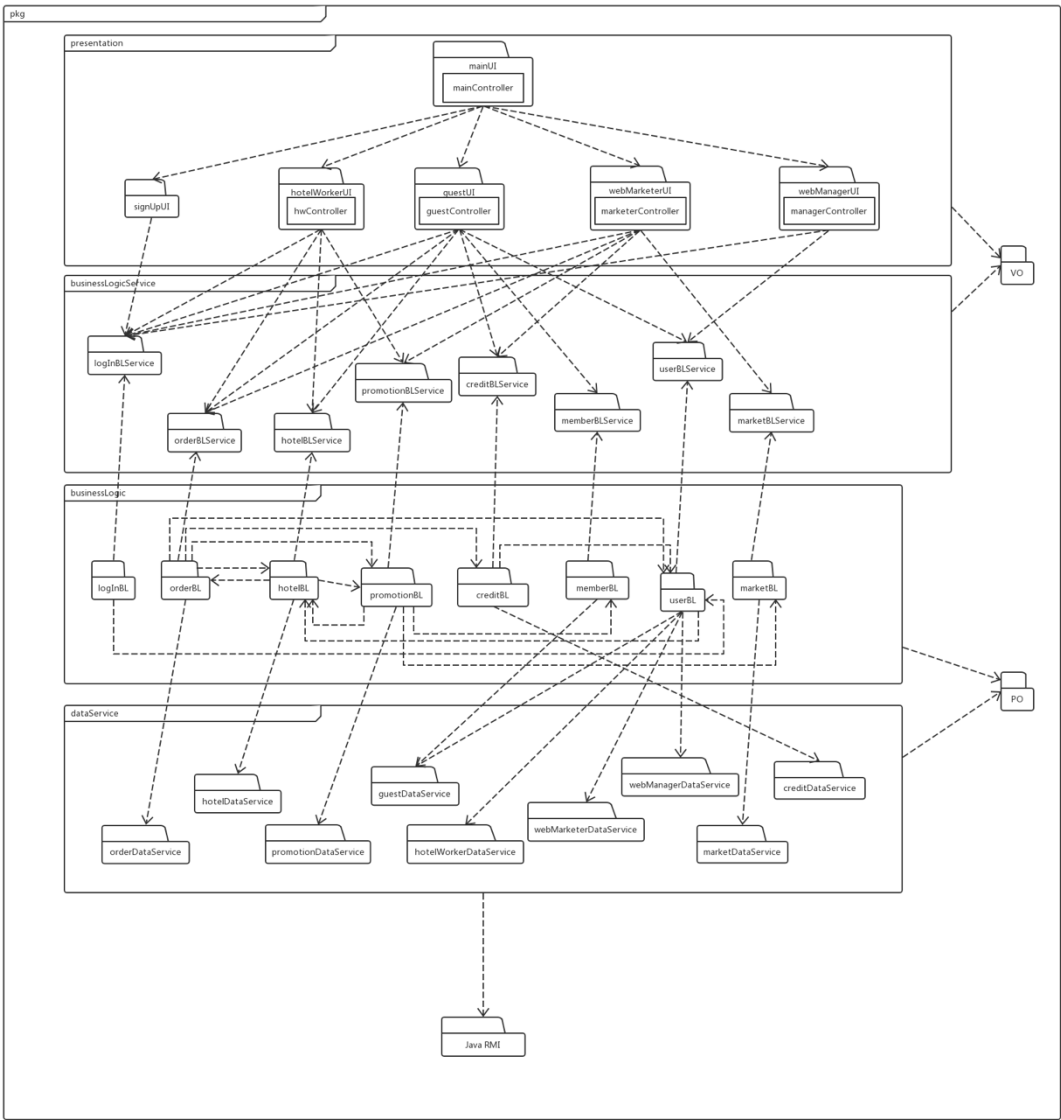 pkg
presentation
mainUI
mainController
hotelWorkerUI
guestUI
webMarketerUI
webManagerUI
signUpUI
hwController
guestController
marketerController
managerController
VO
businessLogicService
logInBLService
promotionBLService
creditBLService
userBLService
orderBLService
hotelBLService
memberBLService
marketBLService
businessLogic
logInBL
orderBL
hotelBL
promotionBL
creditBL
memberBL
userBL
marketBL
PO
dataService
hotelDataService
guestDataService
webManagerDataService
creditDataService
orderDataService
promotionDataService
hotelWorkerDataService
webMarketerDataService
marketDataService
Java RMI